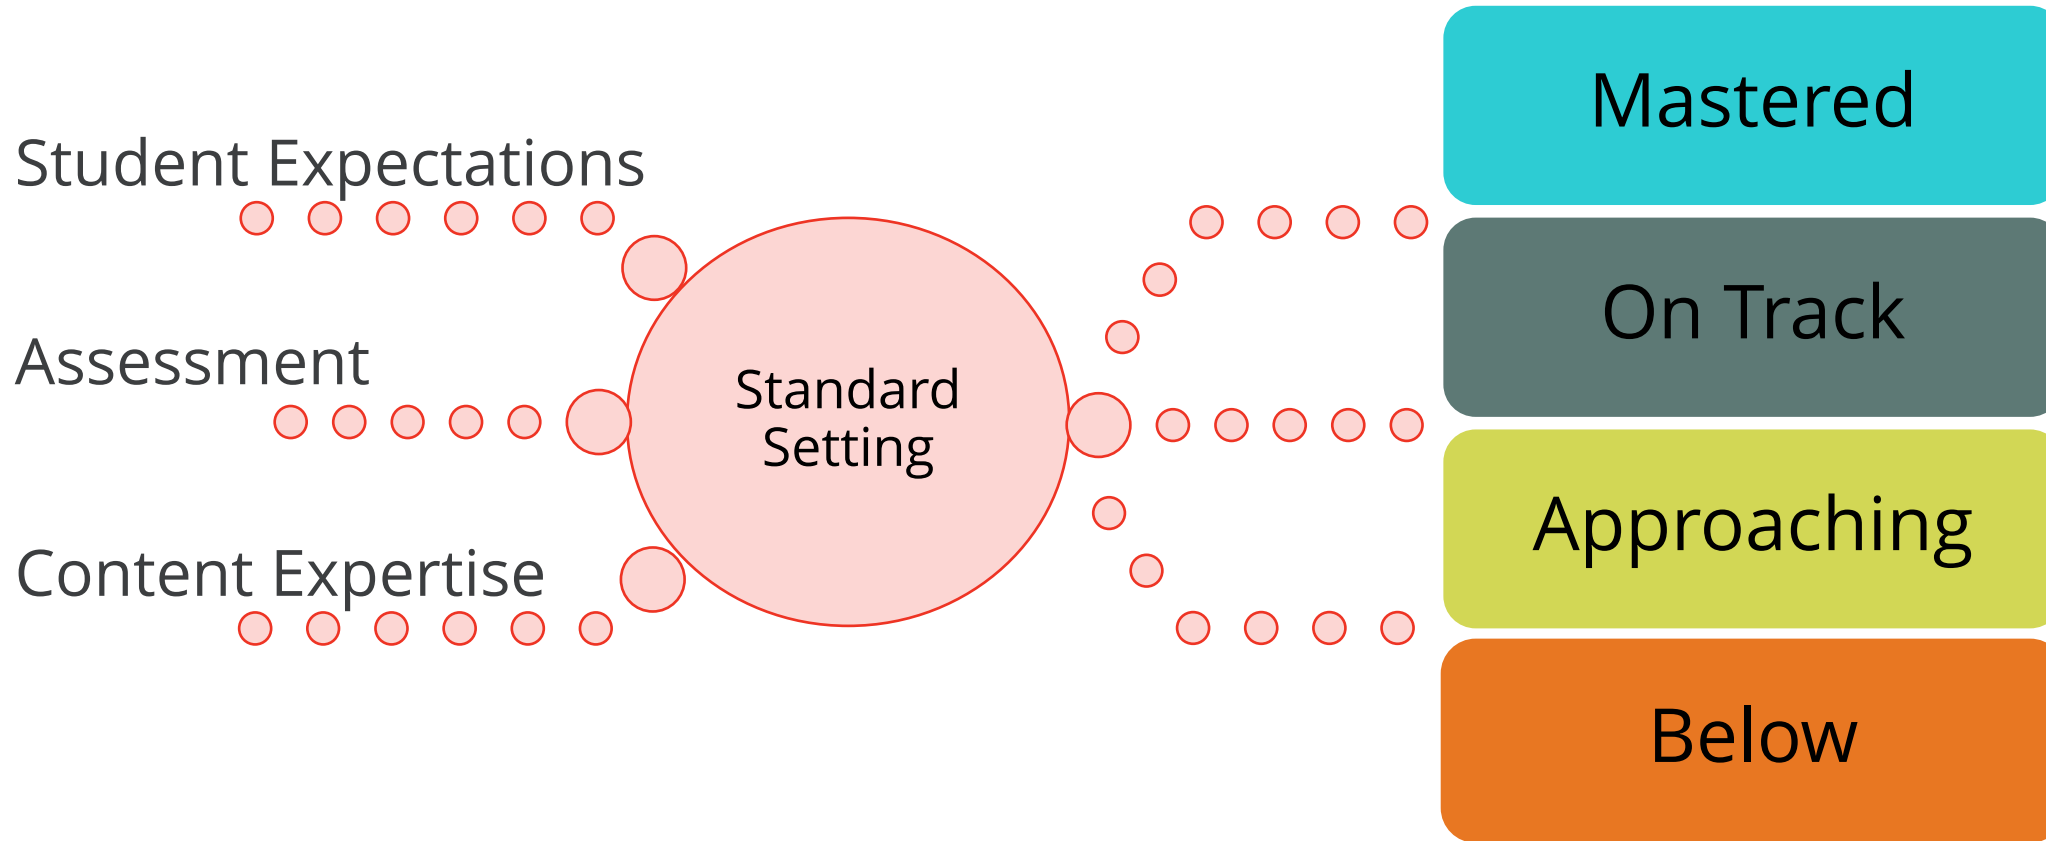 Student Expectations
Assessment
Content Expertise
Standard
Setting
Mastered
On Track
Approaching
Below